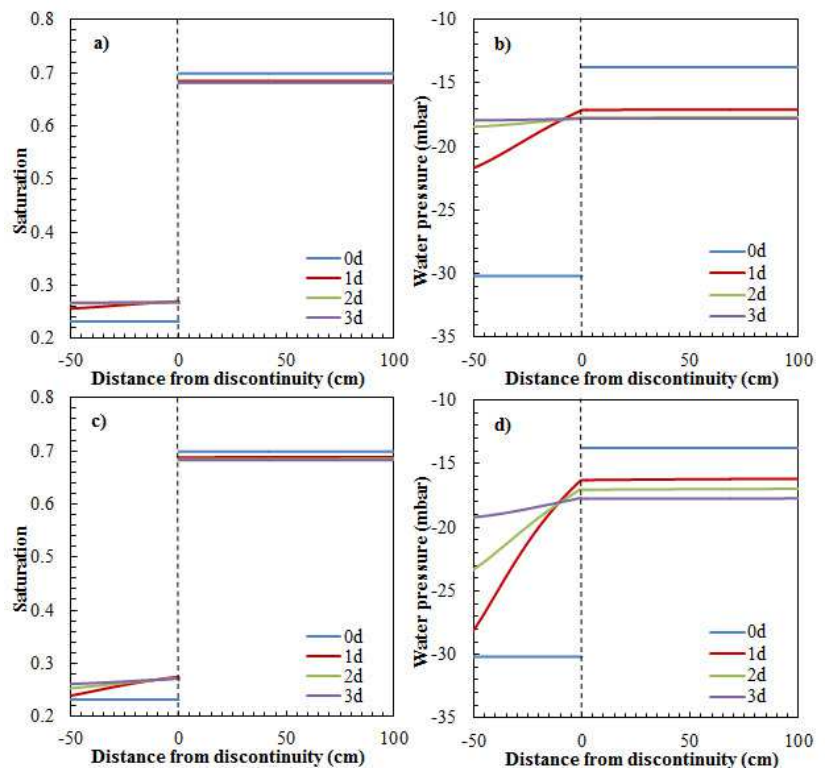 a)
Saturation
0.8
0.7
0.6
0.5
0.4
0.3
0.2
0d
1d
2d
3d
-50 0 50 100
Distance from discontinuity (cm)
b)
Water pressure (mbar)
-10
-15
-20
-25
-30
-35
0d
1d
2d
3d
-50 0 50 100
Distance from discontinuity (cm)
c)
Saturation
0.8
0.7
0.6
0.5
0.4
0.3
0.2
0d
1d
2d
3d
-50 0 50 100
Distance from discontinuity (cm)
d)
Water pressure (mbar)
-10
-15
-20
-25
-30
-35
0d
1d
2d
3d
-50 0 50 100
Distance from discontinuity (cm)